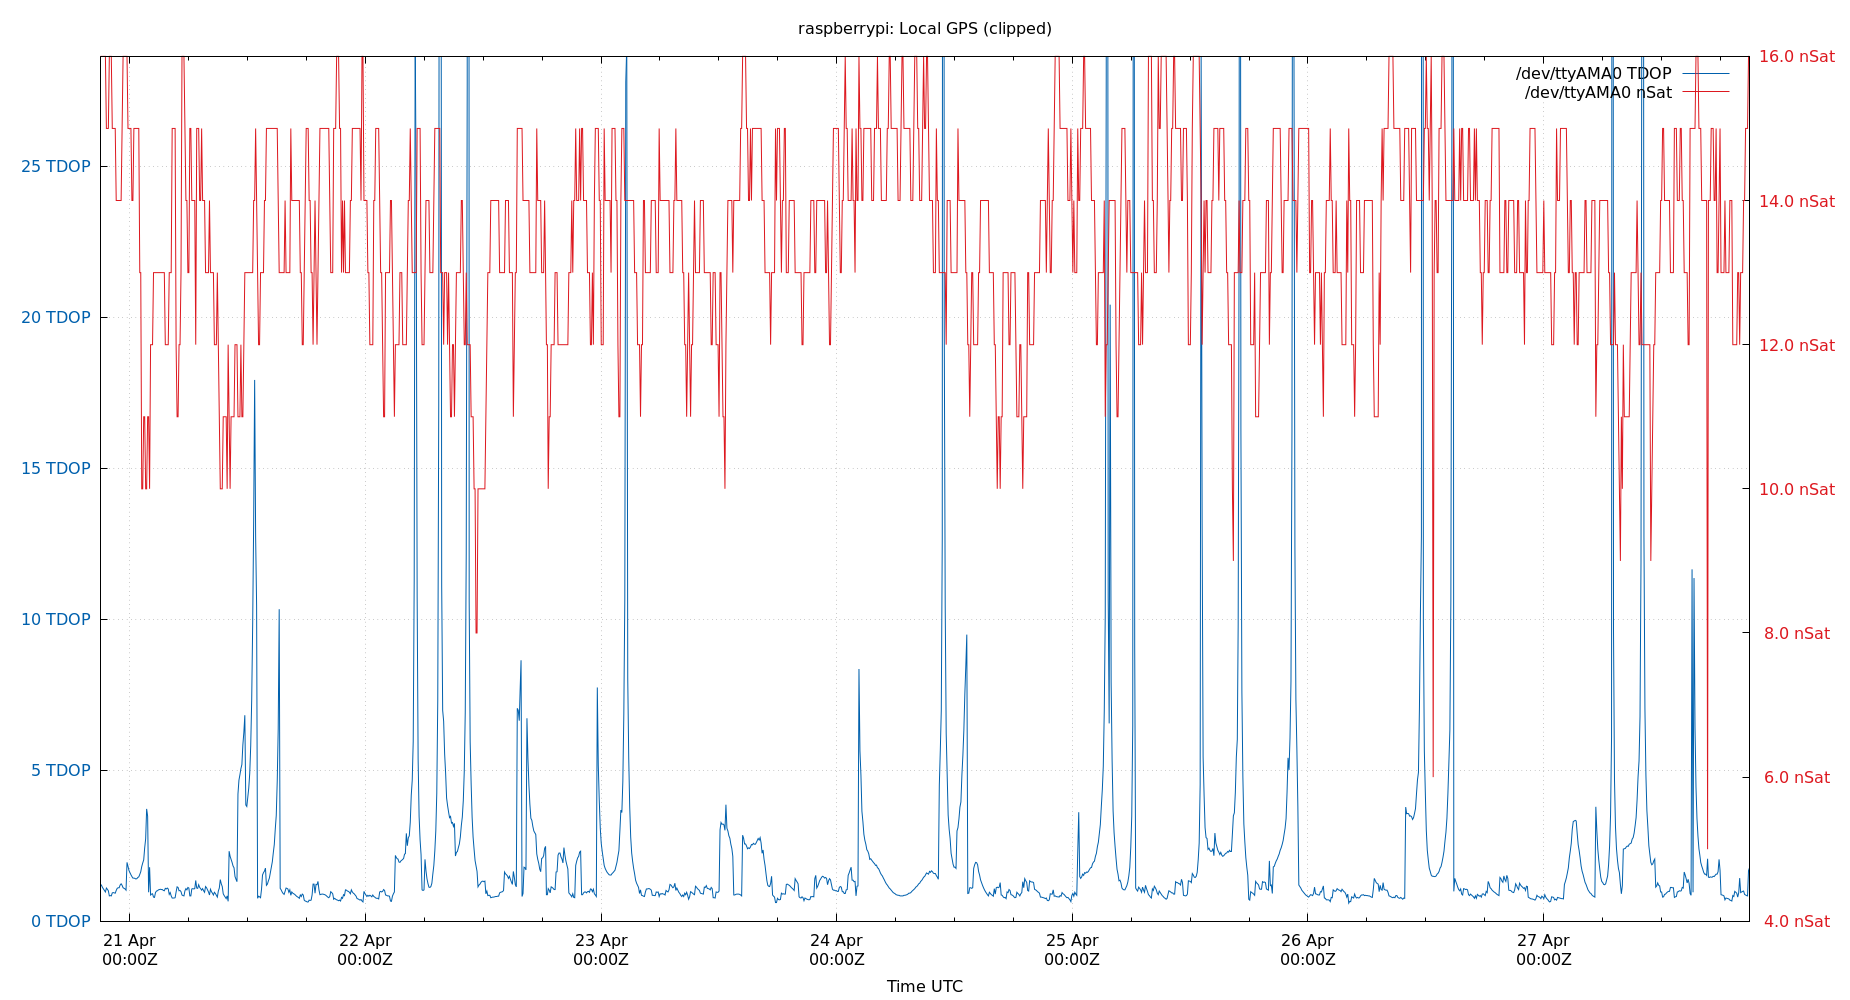 raspberrypi: Local GPS (clipped)
16.0 nSat
/dev/ttyAMA0 TDOP
/dev/ttyAMA0 nSat
25 TDOP
14.0 nSat
20 TDOP
12.0 nSat
15 TDOP
10.0 nSat
10 TDOP
8.0 nSat
5 TDOP
6.0 nSat
0 TDOP
4.0 nSat
21 Apr 22 Apr 23 Apr 24 Apr 25 Apr 26 Apr 27 Apr
00:00Z 00:00Z 00:00Z 00:00Z 00:00Z 00:00Z 00:00Z
Time UTC